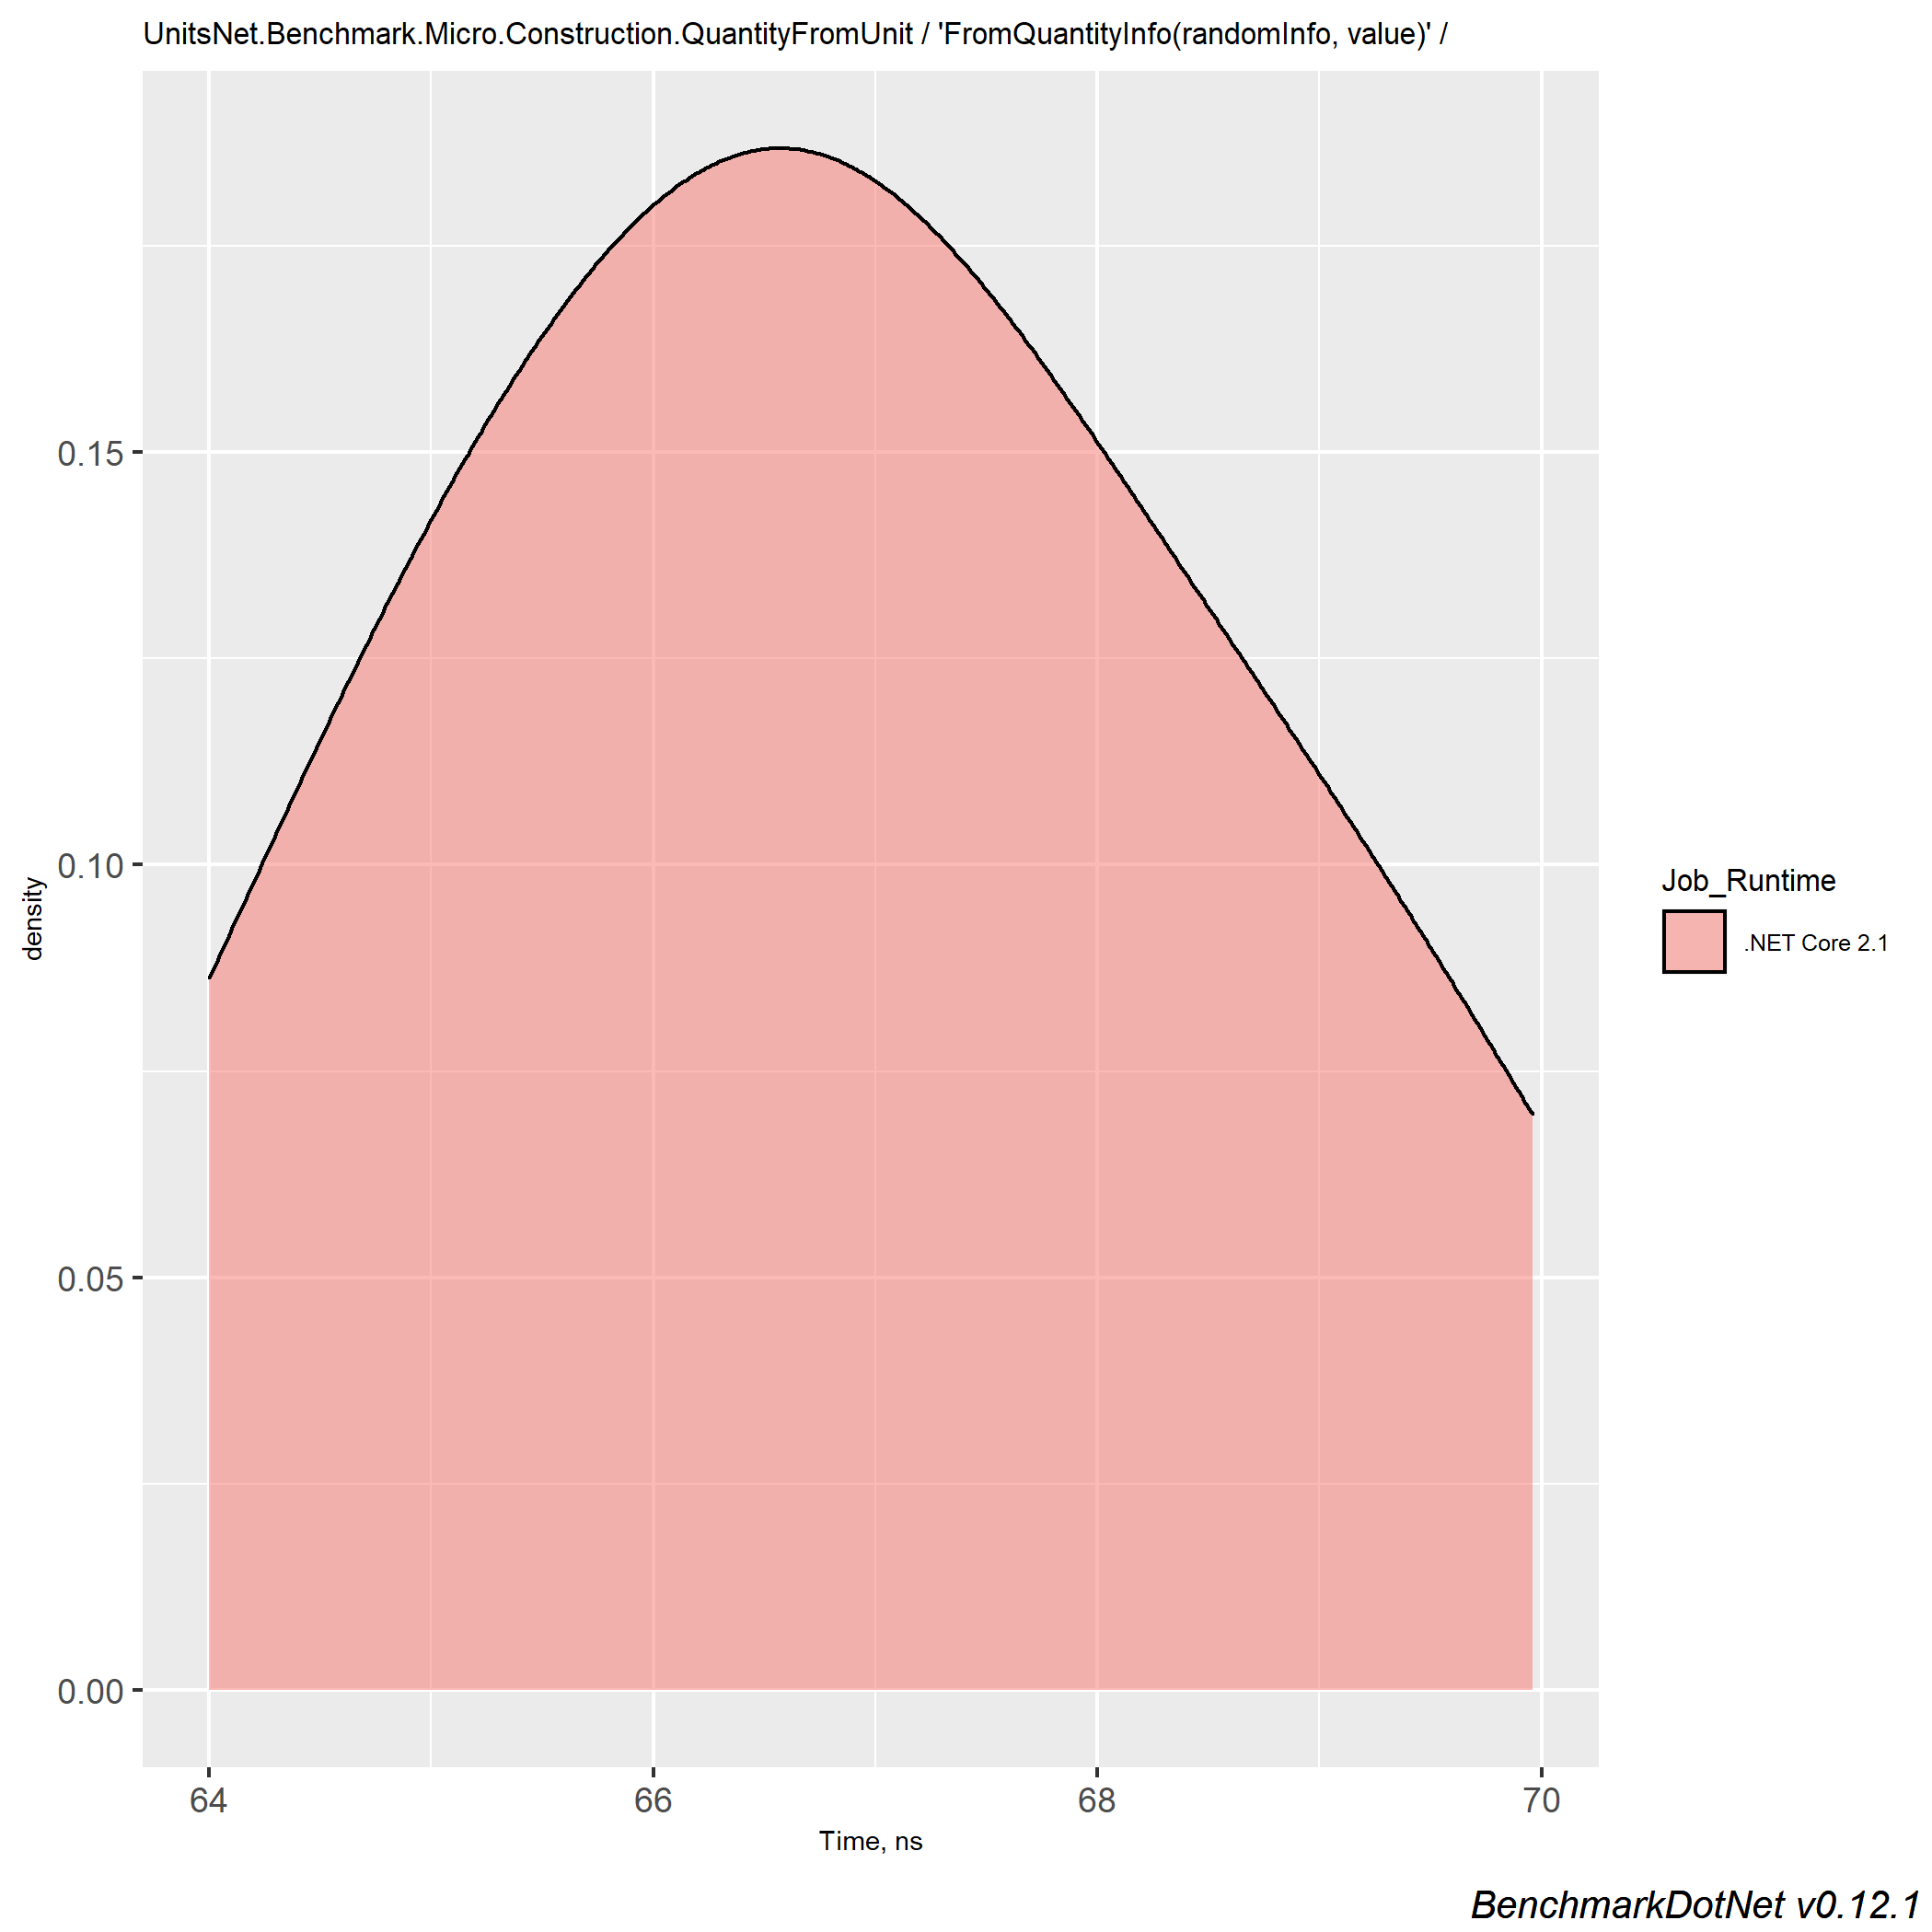 UnitsNet.Benchmark.Micro.Construction.QuantityFromUnit / 'FromQuantityInfo(randomInfo, value)' /
0.15
0.10
0.05
0.00
density
64 66 68 70
Time, ns
Job_Runtime
.NET Core 2.1
BenchmarkDotNet v0.12.1